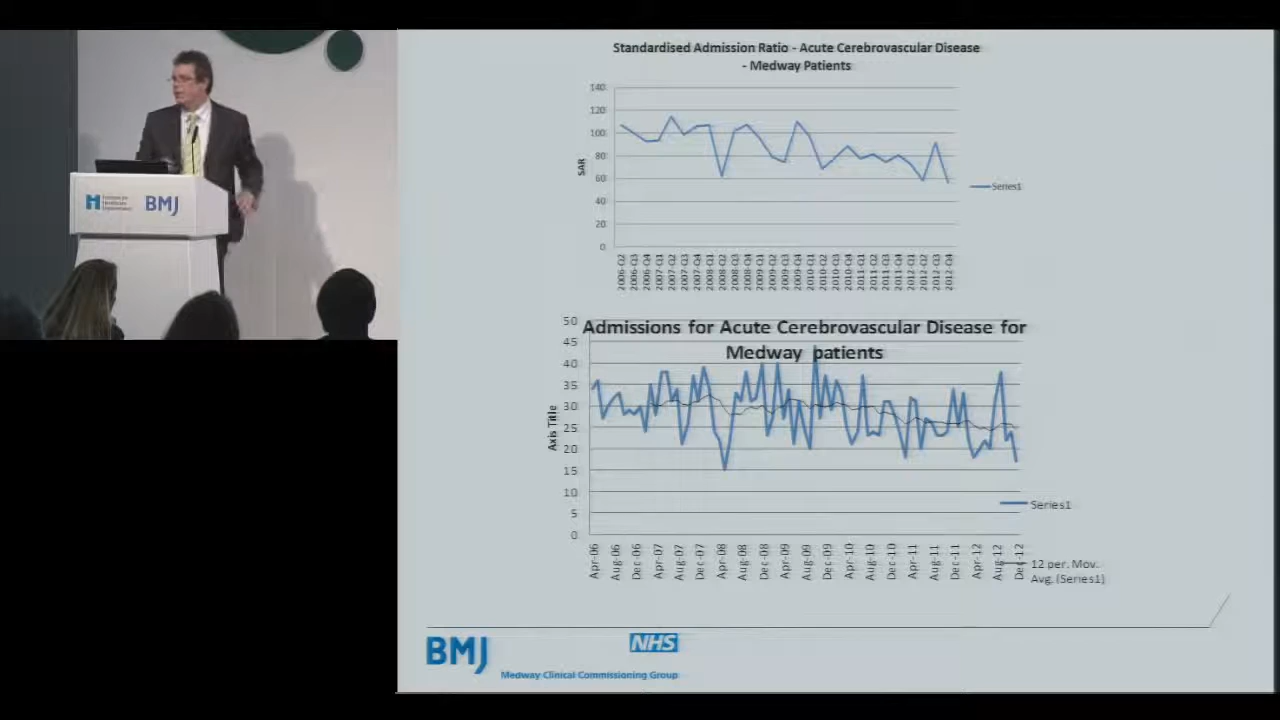 Standardised Admission Ratio - Acute Cerebrovascular Disease
- Medway Patients
140
120
100
80
60
40
20
0
SAR
Series1
2006-Q2
2006-Q3
2006-Q4
2007-Q1
2007-Q2
2007-Q3
2007-Q4
2008-Q1
2008-Q2
2008-Q3
2008-Q4
2009-Q1
2009-Q2
2009-Q3
2009-Q4
2010-Q1
2010-Q2
2010-Q3
2010-Q4
2011-Q1
2011-Q2
2011-Q3
2011-Q4
2012-Q1
2012-Q2
2012-Q3
2012-Q4
BMJ
Admissions for Acute Cerebrovascular Disease for
Medway patients
50
45
40
35
30
25
20
15
10
5
0
Axis Title
Series1
12 per. Mov.
Avg. (Series1)
Apr-06
Aug-06
Dec-06
Apr-07
Aug-07
Dec-07
Apr-08
Aug-08
Dec-08
Apr-09
Aug-09
Dec-09
Apr-10
Aug-10
Dec-10
Apr-11
Aug-11
Dec-11
Apr-12
Aug-12
Dec-12
BMJ
NHS
Medway Clinical Commissioning Group